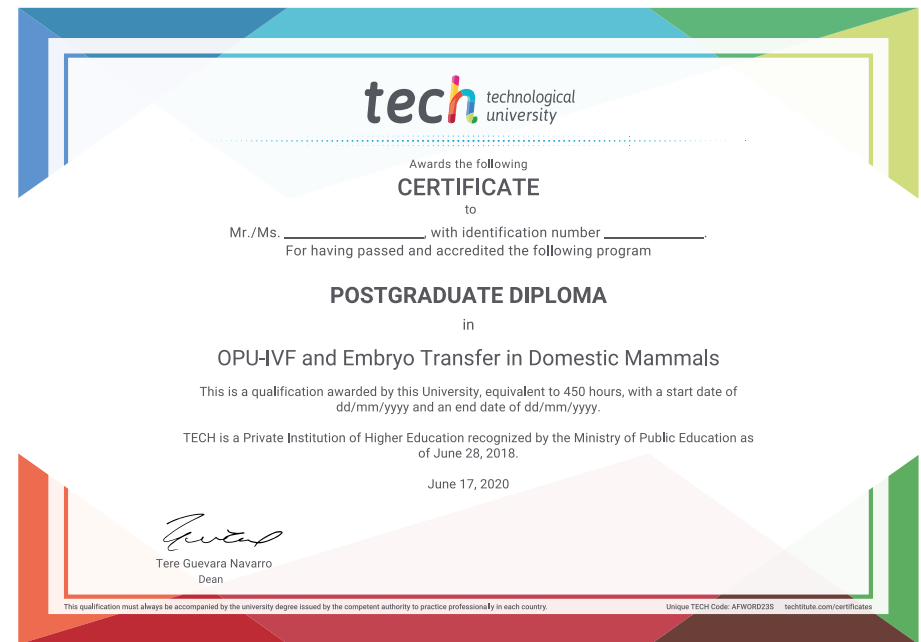 tech technological
university
Awards the following
CERTIFICATE
to
Mr./Ms. ____________, with identification number ____________.
For having passed and accredited the following program
POSTGRADUATE DIPLOMA
in
OPU-IVF and Embryo Transfer in Domestic Mammals
This is a qualification awarded by this University, equivalent to 450 hours, with a start date of
dd/mm/yyyy and an end date of dd/mm/yyyy.
TECH is a Private Institution of Higher Education recognized by the Ministry of Public Education as
of June 28, 2018.
June 17, 2020
Tere Guevara Navarro
Dean
This qualification must always be accompanied by the university degree issued by the competent authority to practice professionally in each country. Unique TECH Code: AFWORD23S techtitute.com/certificates